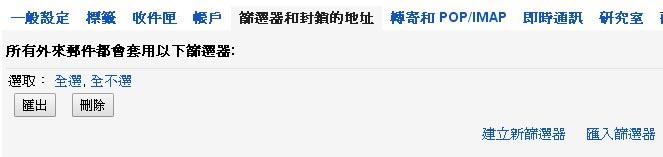 一般設定 標籤 收件匣 帳戶 篩選器和封鎖的地址 轉寄和 POP/IMAP 即時通訊 研究室
所有外來郵件都會套用以下篩選器:
選取： 全選, 全不選
匯出 刪除
建立新篩選器 匯入篩選器